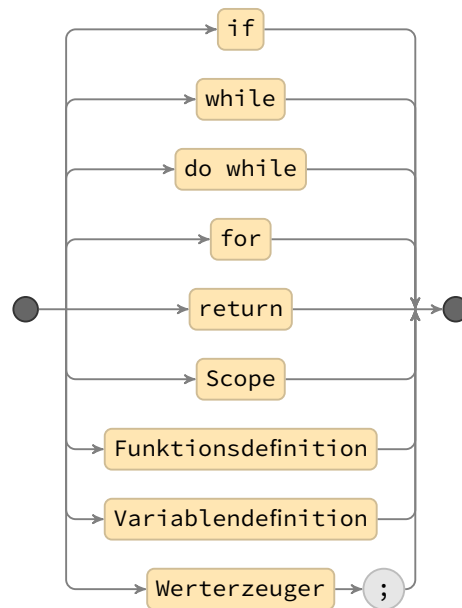 if
while
do while
for
return
Scope
Funktionsdefinition
Variablendefinition
Werterzeuger ;